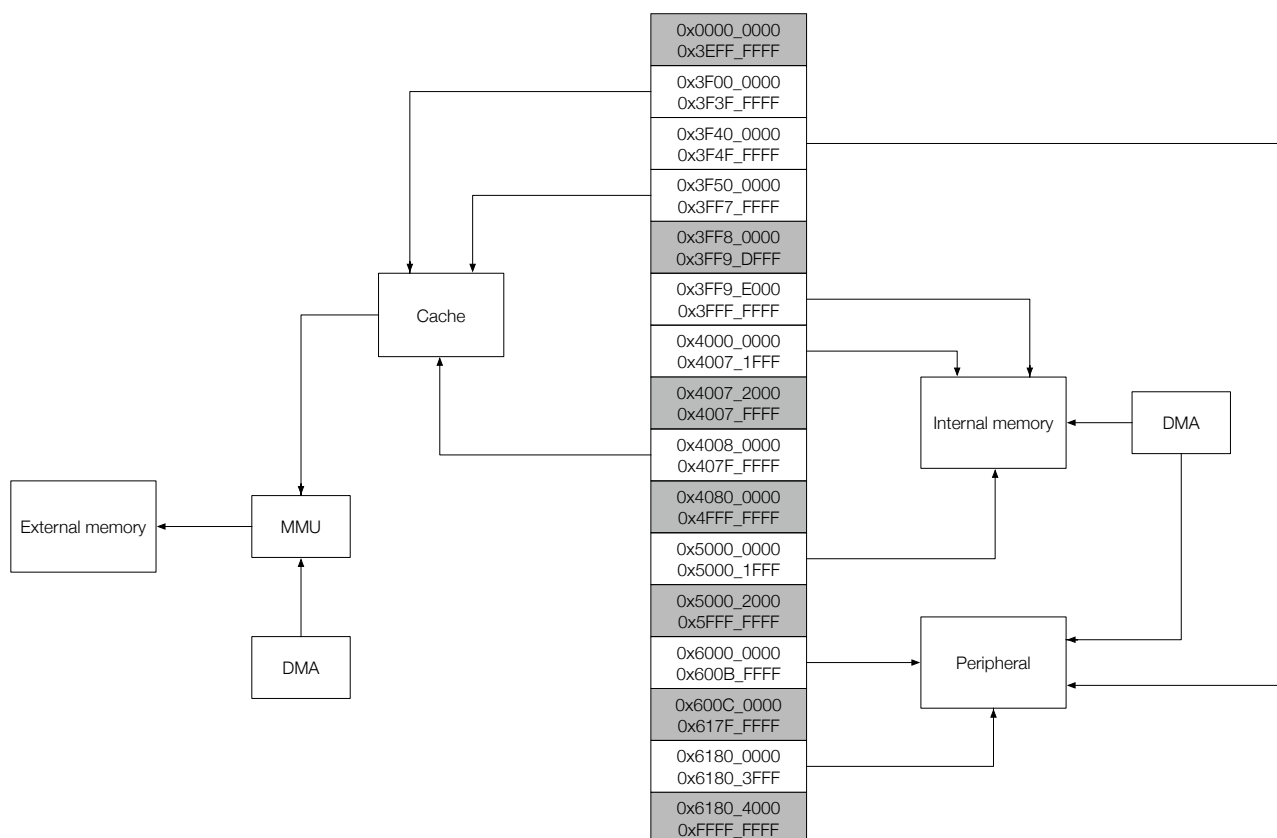 0x0000_0000
0x3EFF_FFFF
0x3F00_0000
0x3F3F_FFFF
0x3F40_0000
0x3F4F_FFFF
0x3F50_0000
0x3FF7_FFFF
0x3FF8_0000
0x3FF9_DFFF
0x3FF9_E000
0x3FFF_FFFF
Cache
0x4000_0000
0x4007_1FFF
0x4007_2000
0x4007_FFFF
Internal memory
DMA
0x4008_0000
0x407F_FFFF
0x4080_0000
0x4FFF_FFFF
External memory
MMU
0x5000_0000
0x5000_1FFF
0x5000_2000
0x5FFF_FFFF
DMA
0x6000_0000
0x600B_FFFF
Peripheral
0x600C_0000
0x617F_FFFF
0x6180_0000
0x6180_3FFF
0x6180_4000
0xFFFF_FFFF